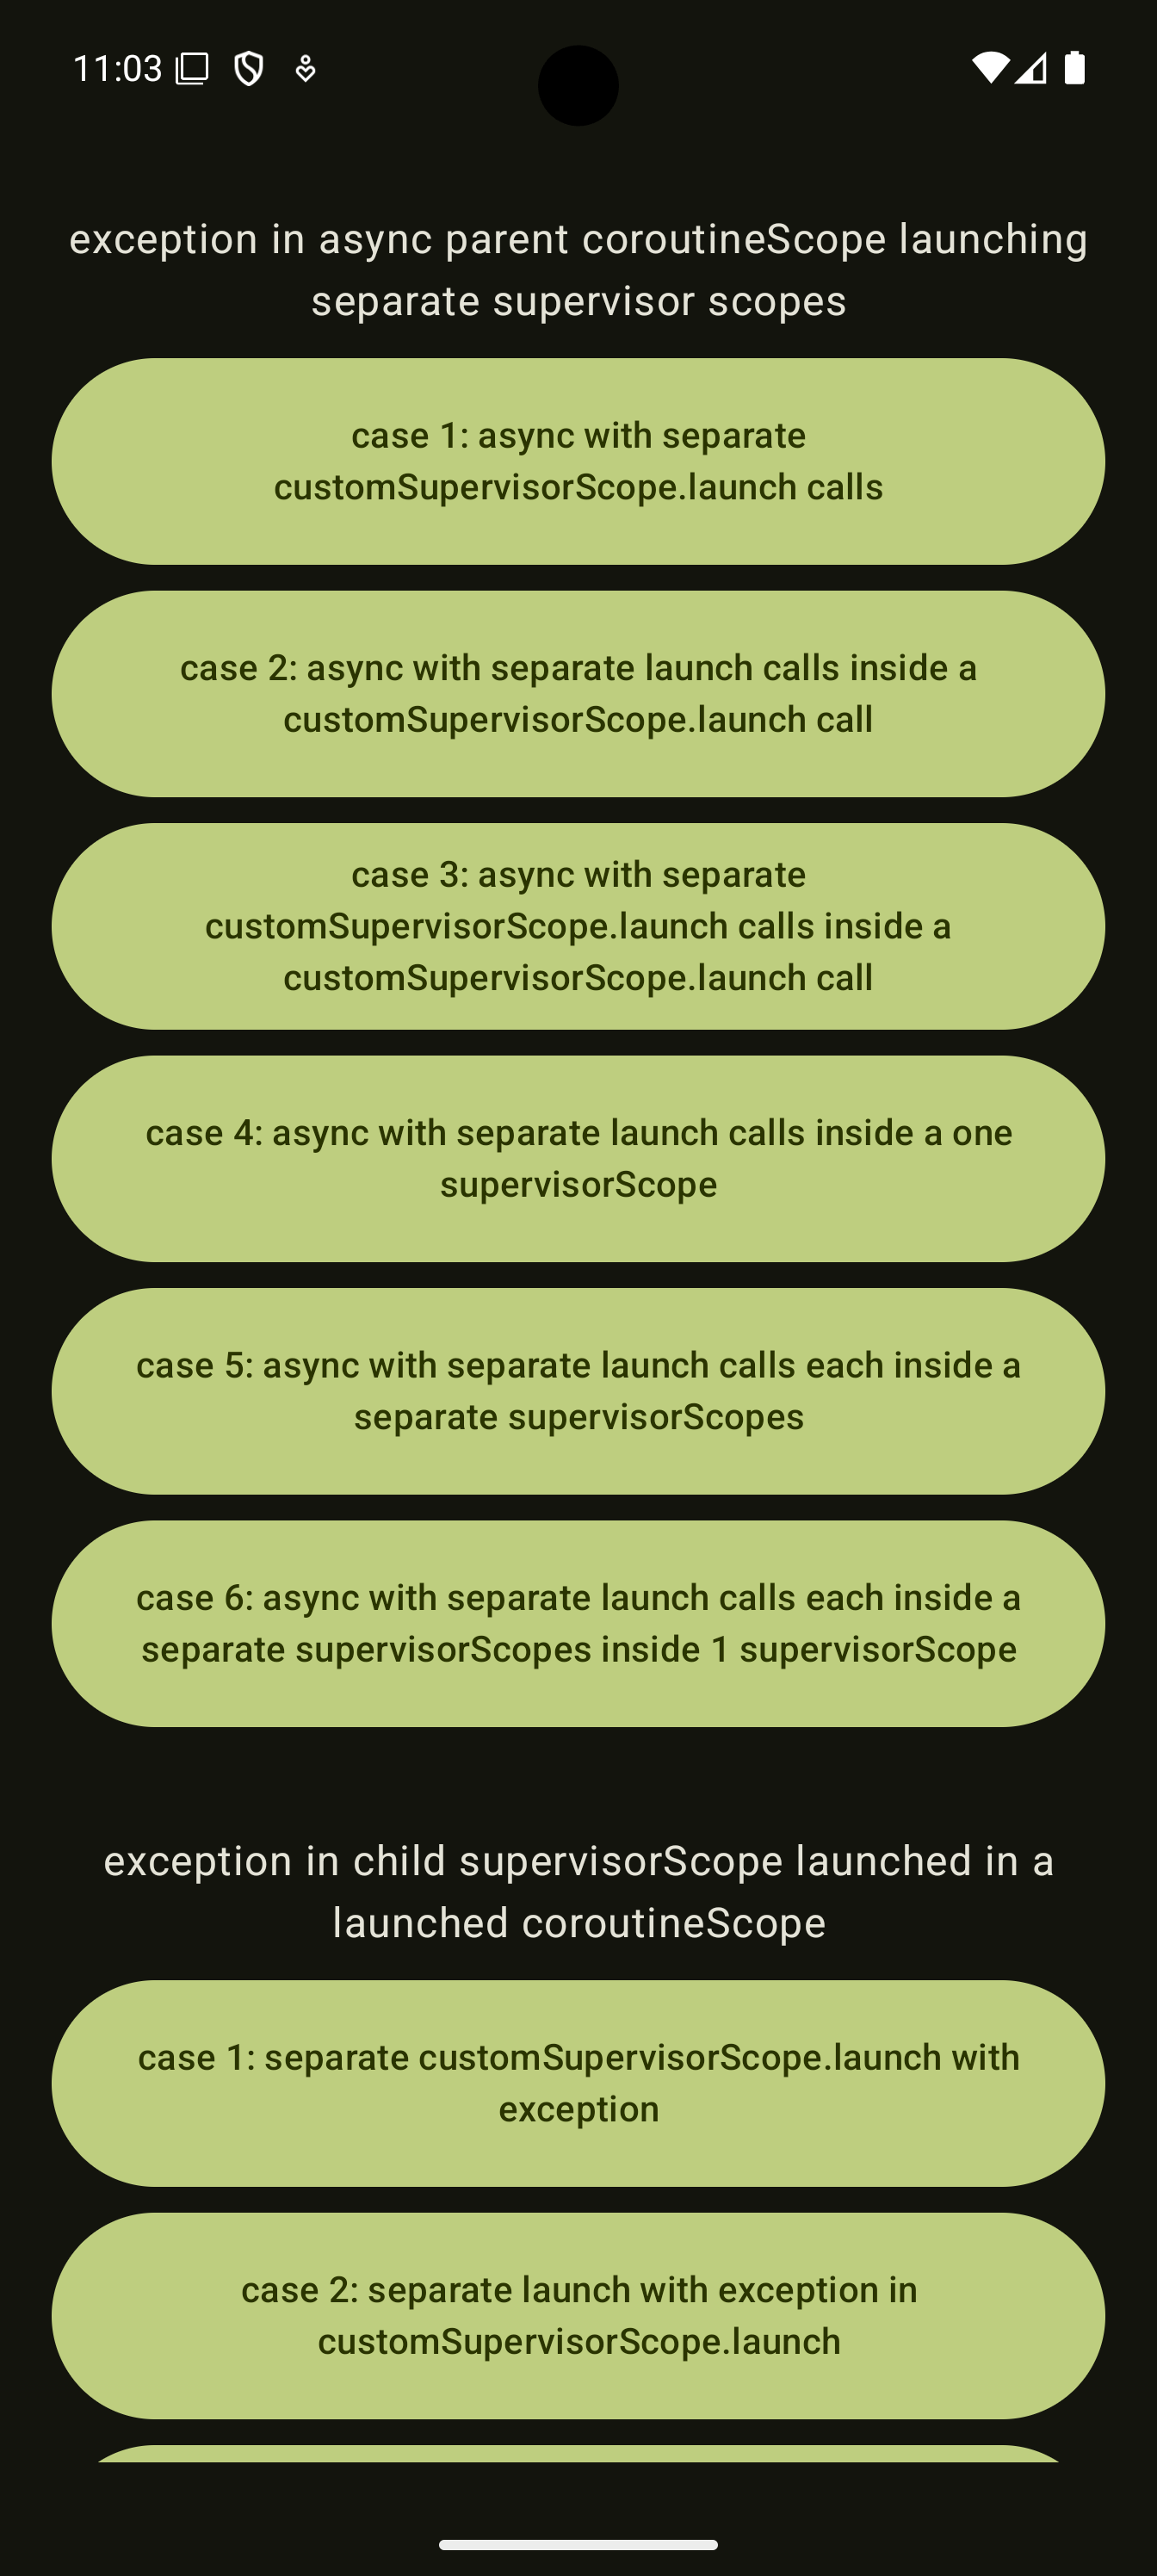 11:03
exception in async parent coroutineScope launching
separate supervisor scopes
case 1: async with separate
customSupervisorScope.launch calls
case 2: async with separate launch calls inside a
customSupervisorScope.launch call
case 3: async with separate
customSupervisorScope.launch calls inside a
customSupervisorScope.launch call
case 4: async with separate launch calls inside a one
supervisorScope
case 5: async with separate launch calls each inside a
separate supervisorScopes
case 6: async with separate launch calls each inside a
separate supervisorScopes inside 1 supervisorScope
exception in child supervisorScope launched in a
launched coroutineScope
case 1: separate customSupervisorScope.launch with
exception
case 2: separate launch with exception in
customSupervisorScope.launch